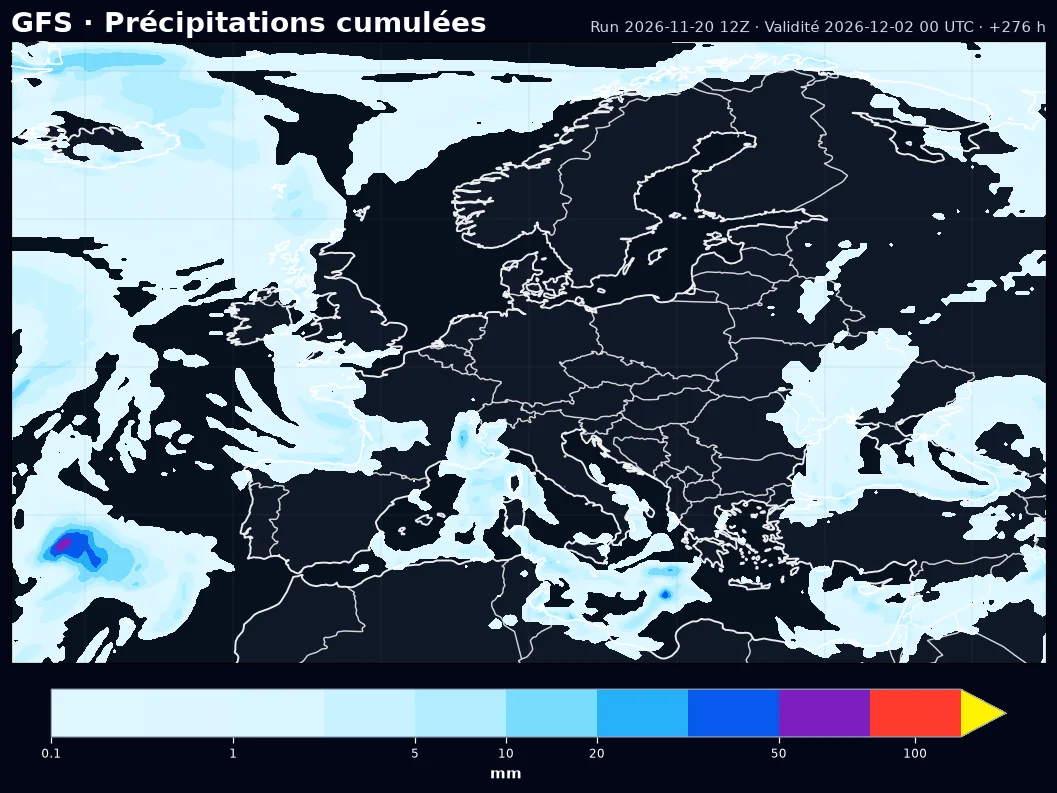 GFS · Précipitations cumulées
Run 2026-11-20 12Z · Validité 2026-12-02 00 UTC · +276 h
0.1 1 5 10 20 50 100
mm